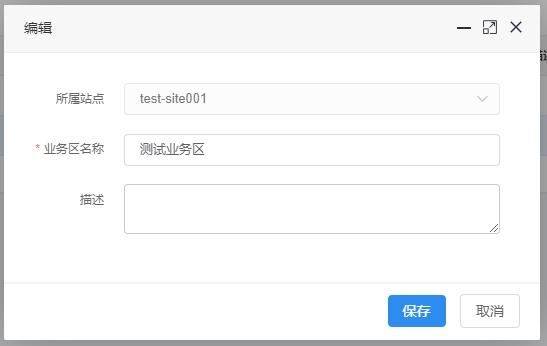 编辑
所属站点
test-site001
* 业务区名称
测试业务区
描述
保存
取消